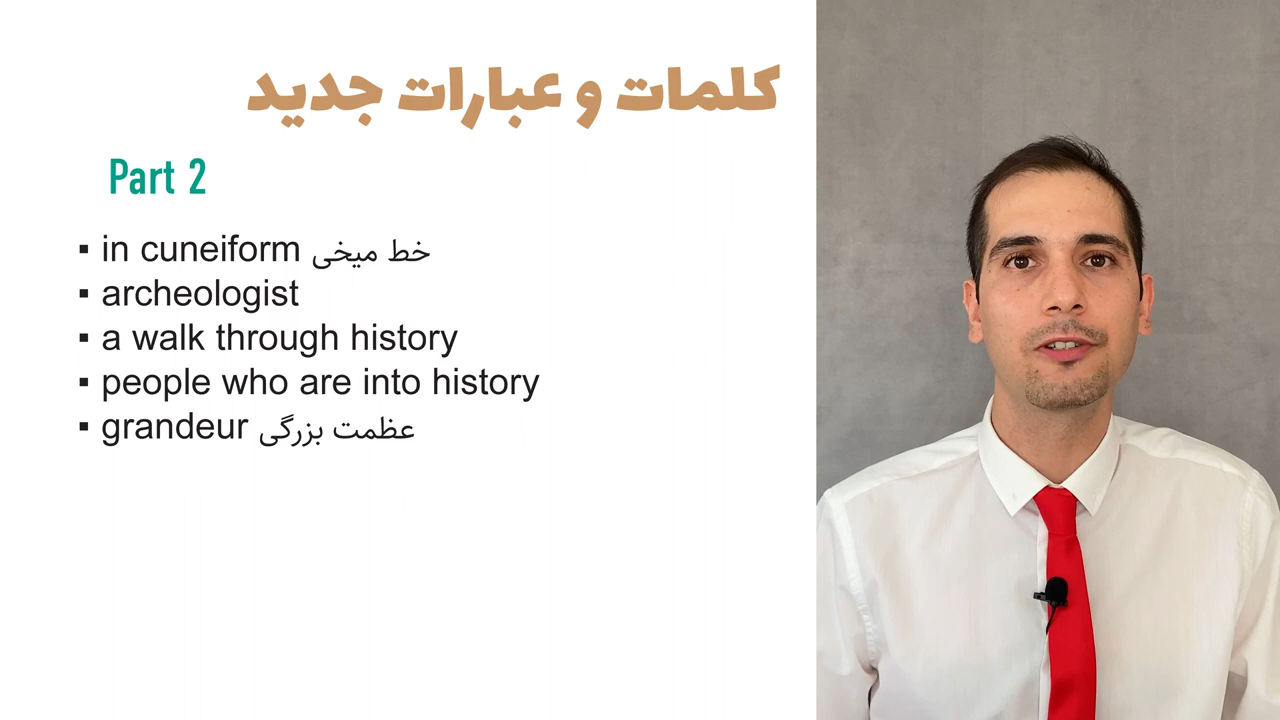 کلمات و عبارات جدید
Part 2
▪ in cuneiform خط میخی
▪ archeologist
▪ a walk through history
▪ people who are into history
▪ grandeur عظمت بزرگی